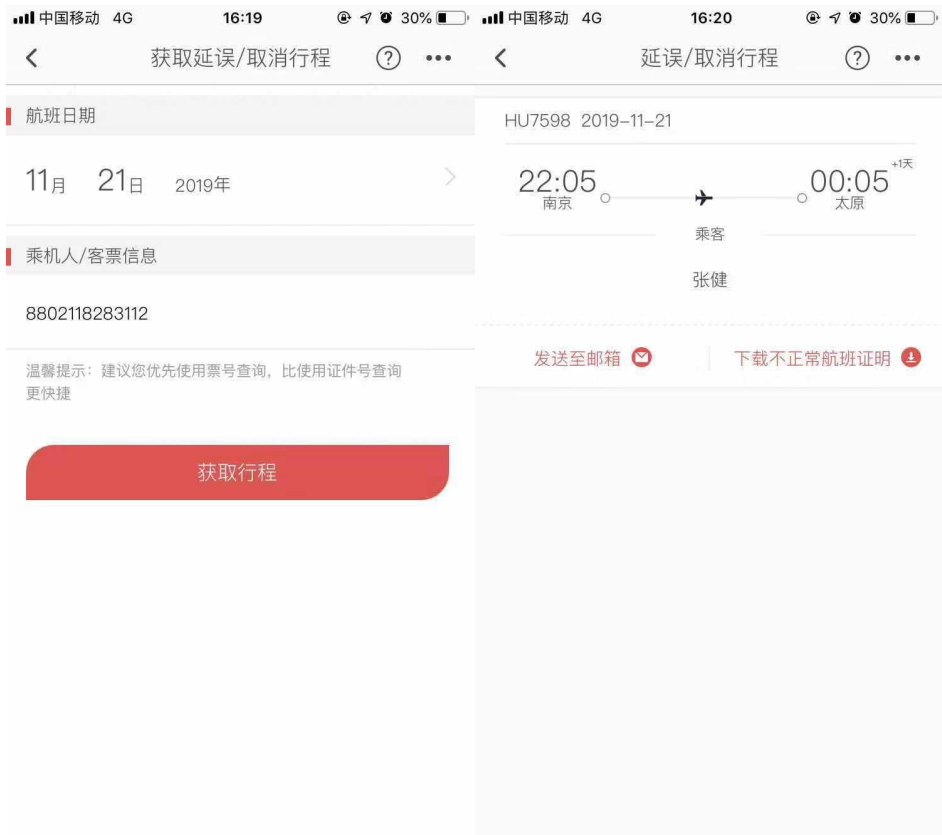 中国移动 4G 16:19 30%
获取延误/取消行程
航班日期
11月 21日 2019年
乘机人/客票信息
8802118283112
温馨提示：建议您优先使用票号查询，比使用证件号查询
更快捷
获取行程
中国移动 4G 16:20 30%
延误/取消行程
HU7598 2019-11-21
22:05 00:05 +1天
南京 太原
乘客
张健
发送至邮箱 下载不正常航班证明